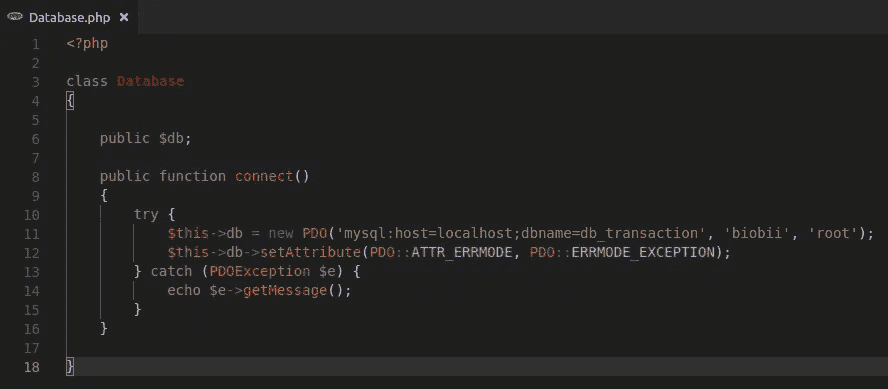 Database.php ×
1 <?php
2
3 class Database
4 {
5
6 public $db;
7
8 public function connect()
9 {
10 try {
11 $this->db = new PDO('mysql:host=localhost;dbname=db_transaction', 'biobii', 'root');
12 $this->db->setAttribute(PDO::ATTR_ERRMODE, PDO::ERRMODE_EXCEPTION);
13 } catch (PDOException $e) {
14 echo $e->getMessage();
15 }
16 }
17
18 }